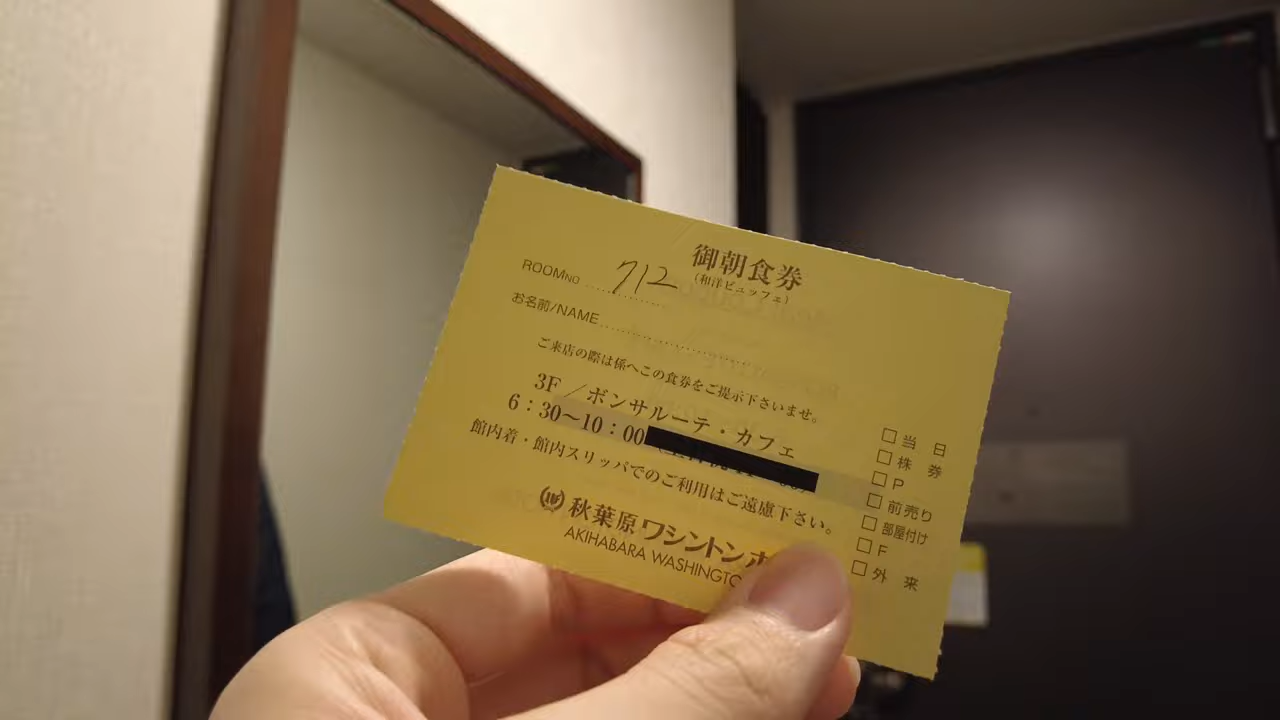 御朝食券
(和洋ビュッフェ)
ROOM NO 712
お名前/NAME
ご来店の際は係へこの食券をご提示下さいませ。
3F/ボンサルーテ・カフェ
6:30~10:00
館内着・館内スリッパでのご利用はご遠慮下さい。
秋葉原ワシントン
AKIHABARA WASHINGTO
□当 日
□株 券
□P
□前売り
□部屋付け
□F
□外 来